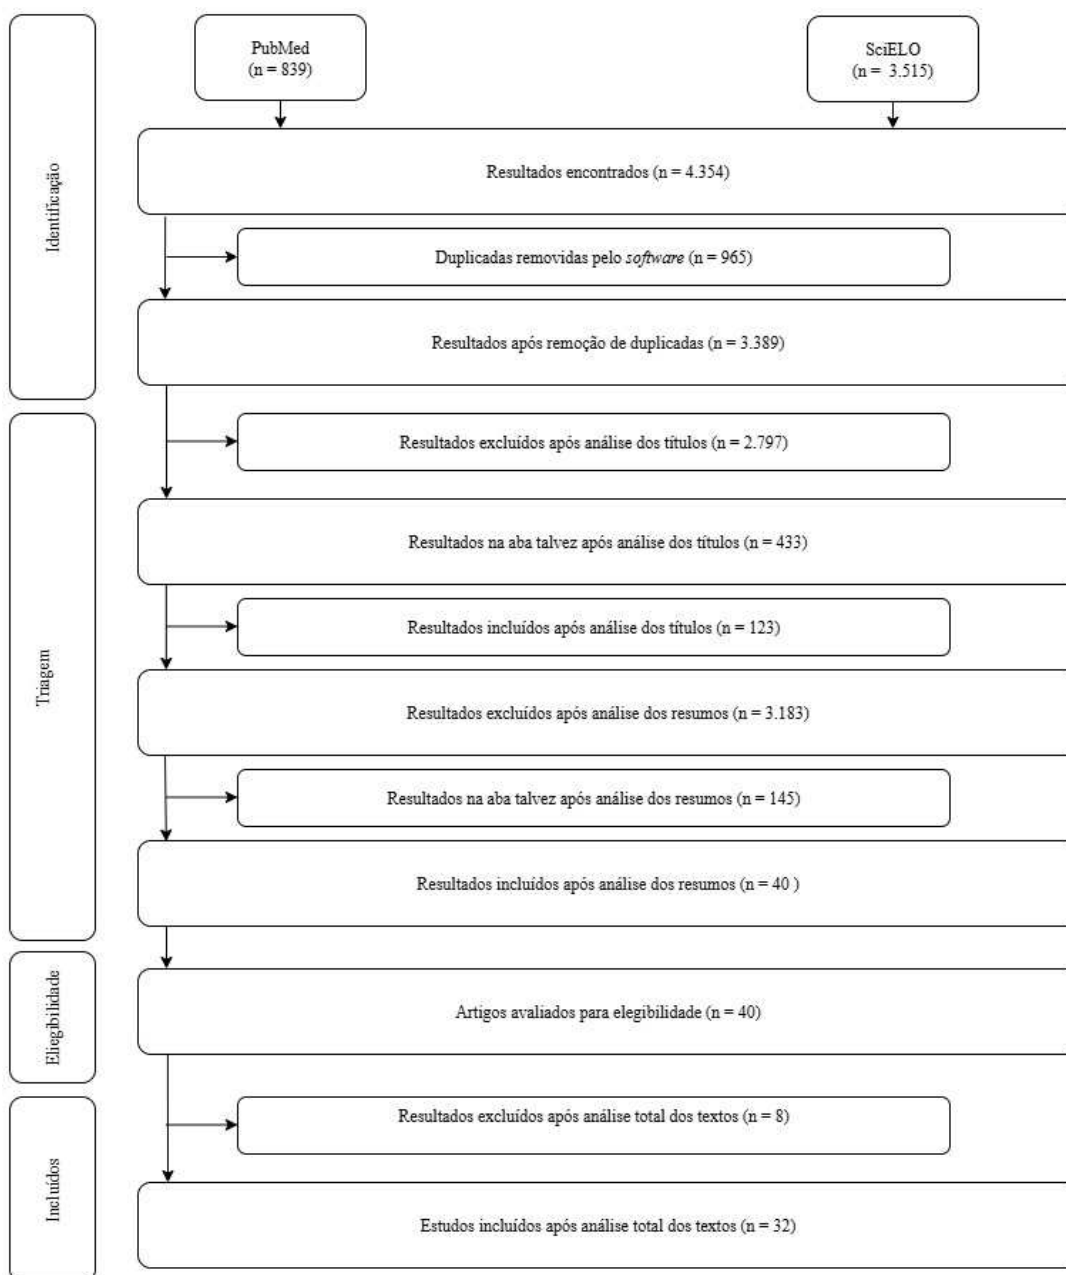 PubMed
(n = 839)
SciELO
(n = 3.515)
Identificação
Resultados encontrados (n = 4.354)
Duplicadas removidas pelo software (n = 965)
Resultados após remoção de duplicadas (n = 3.389)
Triagem
Resultados excluídos após análise dos títulos (n = 2.797)
Resultados na aba talvez após análise dos títulos (n = 433)
Resultados incluídos após análise dos títulos (n = 123)
Resultados excluídos após análise dos resumos (n = 3.183)
Resultados na aba talvez após análise dos resumos (n = 145)
Resultados incluídos após análise dos resumos (n = 40 )
Eliegibilidade
Artigos avaliados para elegibilidade (n = 40)
Incluídos
Resultados excluídos após análise total dos textos (n = 8)
Estudos incluídos após análise total dos textos (n = 32)